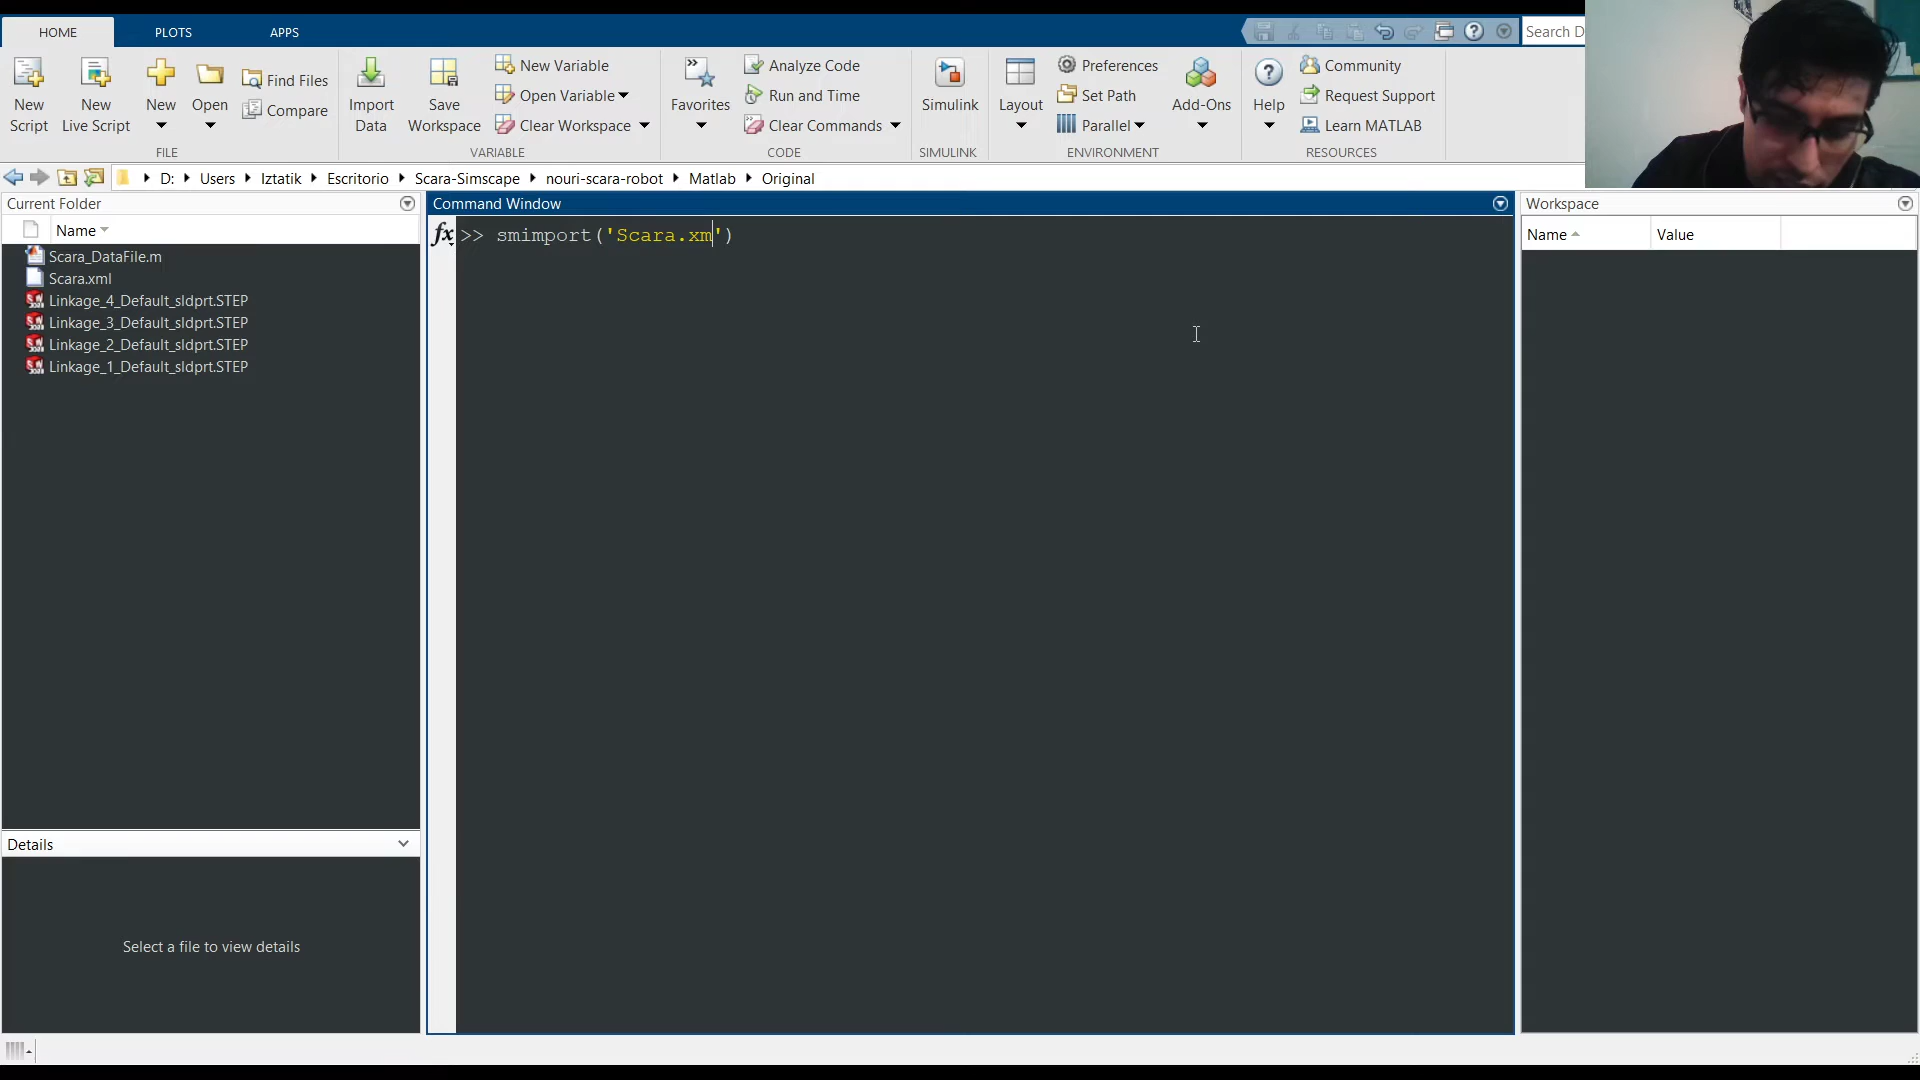 HOME
PLOTS
APPS
Search D
New Script
New Live Script
New
Open
Find Files
Compare
FILE
Import Data
Save Workspace
New Variable
Open Variable
Clear Workspace
VARIABLE
Favorites
Analyze Code
Run and Time
Clear Commands
CODE
Simulink
SIMULINK
Layout
Preferences
Set Path
Parallel
Add-Ons
ENVIRONMENT
Help
Community
Request Support
Learn MATLAB
RESOURCES
D: Users Iztatik Escritorio Scara-Simscape nouri-scara-robot Matlab Original
Current Folder
Name
Scara_DataFile.m
Scara.xml
Linkage_4_Default_sldprt.STEP
Linkage_3_Default_sldprt.STEP
Linkage_2_Default_sldprt.STEP
Linkage_1_Default_sldprt.STEP
Details
Select a file to view details
Command Window
fx >> smimport('Scara.xm')
Workspace
Name Value